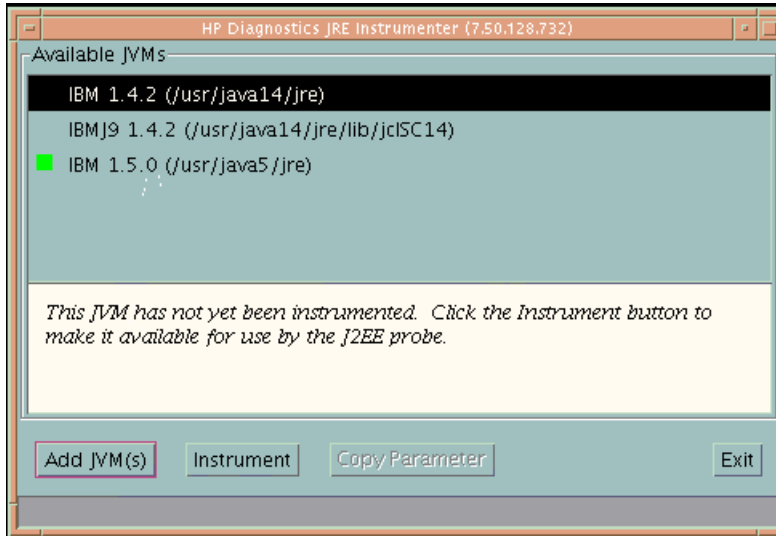 HP Diagnostics JRE Instrumenter (7.50.128.732)
Available JVMs
IBM 1.4.2 (/usr/java14/jre)
IBMJ9 1.4.2 (/usr/java14/jre/lib/jclSC14)
IBM 1.5.0 (/usr/java5/jre)
This JVM has not yet been instrumented. Click the Instrument button to
make it available for use by the J2EE probe.
Add JVM(s) Instrument Copy Parameter Exit